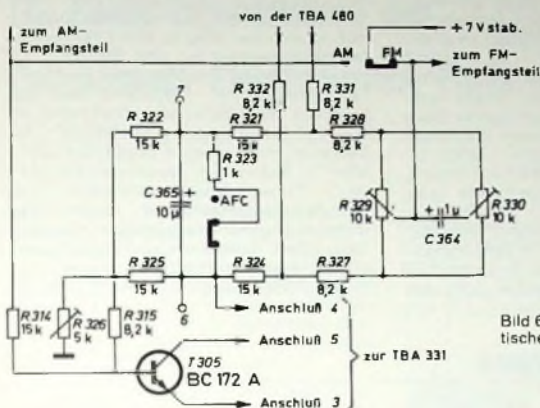 zum AM-
Empfangsteil
von der TBA 480
+7 V stab.
AM
FM
zum FM-
Empfangsteil
R 332
8,2 k
R 331
8,2 k
7
R 322
15 k
R 321
15 k
R 328
8,2 k
R 323
1 k
C 365
10 µ
+
AFC
R 329
10 k
+
1 µ
C 364
R 330
10 k
R 325
15 k
R 324
15 k
R 327
8,2 k
6
R 314
15 k
R 326
5 k
R 315
8,2 k
Anschluß 4
Anschluß 5
zur TBA 331
T 305
BC 172 A
Anschluß 3
Bild 6
tische